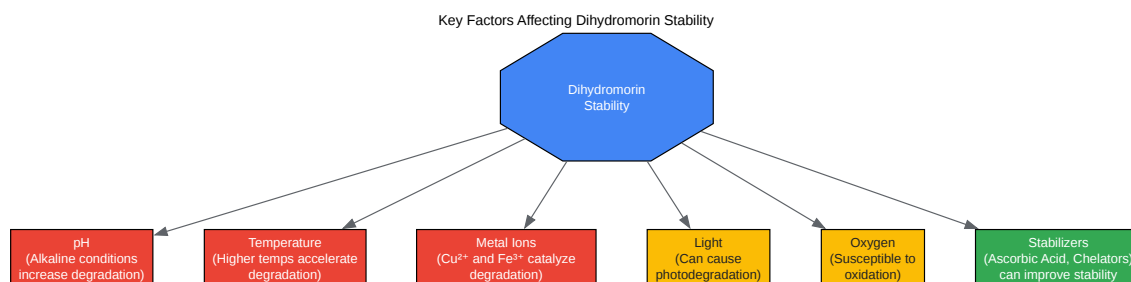 Key Factors Affecting Dihydromorin Stability
Dihydromorin
Stability
pH
(Alkaline conditions
increase degradation)
Temperature
(Higher temps accelerate
degradation)
Metal Ions
(Cu²⁺ and Fe³⁺ catalyze
degradation)
Light
(Can cause
photodegradation)
Oxygen
(Susceptible to
oxidation)
Stabilizers
(Ascorbic Acid, Chelators)
can improve stability